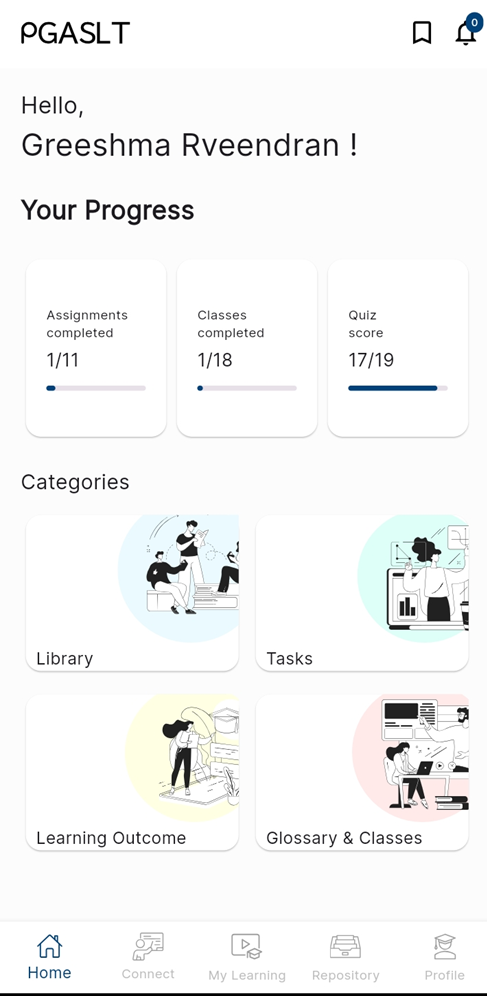 PGASLT
0
Hello,
Greeshma Rveendran !
Your Progress
Assignments
completed
1/11
Classes
completed
1/18
Quiz
score
17/19
Categories
Library
Tasks
Learning Outcome
Glossary & Classes
Home
Connect
My Learning
Repository
Profile